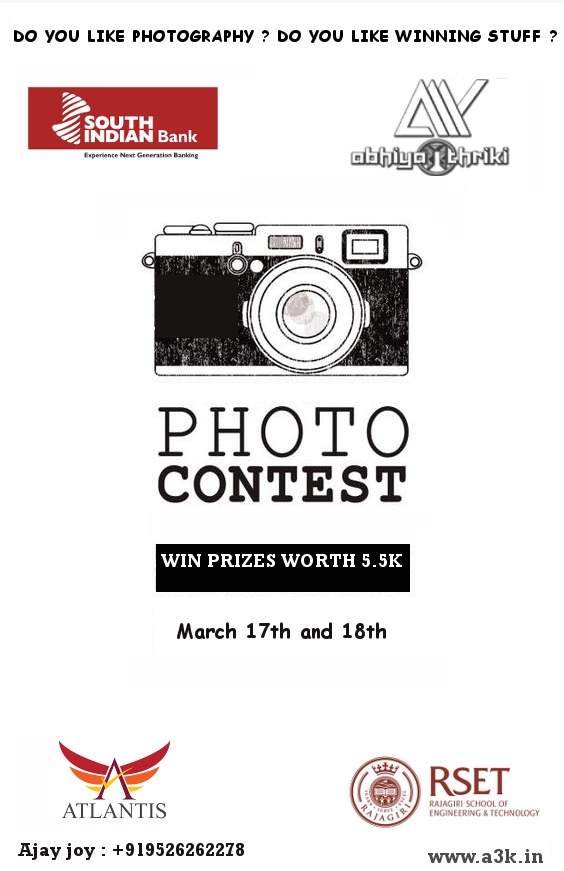 DO YOU LIKE PHOTOGRAPHY ? DO YOU LIKE WINNING STUFF ?
SOUTH
INDIAN Bank
Experience Next Generation Banking
abhiyanthriki
PHOTO
CONTEST
WIN PRIZES WORTH 5.5K
March 17th and 18th
ATLANTIS
RAJAGIRI
RSET
RAJAGIRI SCHOOL OF
ENGINEERING & TECHNOLOGY
Ajay joy : +919526262278
www.a3k.in